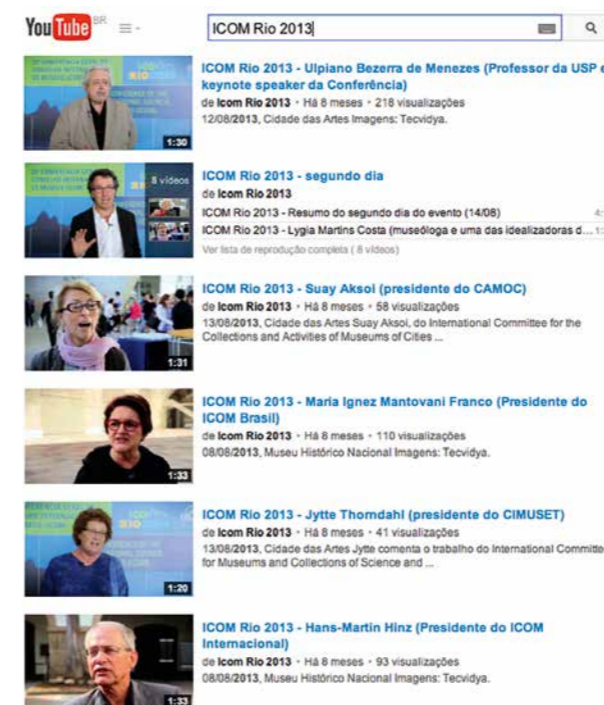 YouTube BR
ICOM Rio 2013
ICOM Rio 2013 - Ulpiano Bezerra de Menezes (Professor da USP e
keynote speaker da Conferência)
de Icom Rio 2013 · Há 8 meses · 218 visualizações
12/08/2013, Cidade das Artes Imagens: Tecvidya.
1:30
8 vídeos
ICOM Rio 2013 - segundo dia
de Icom Rio 2013
ICOM Rio 2013 - Resumo do segundo dia do evento (14/08) 4:
ICOM Rio 2013 - Lygia Martins Costa (museóloga e uma das idealizadoras d... 1:
Ver lista de reprodução completa ( 8 vídeos)
ICOM Rio 2013 - Suay Aksoi (presidente do CAMOC)
de Icom Rio 2013 · Há 8 meses · 58 visualizações
13/08/2013, Cidade das Artes Suay Aksoi, do International Committee for the
Collections and Activities of Museums of Cities ...
1:31
ICOM Rio 2013 - Maria Ignez Mantovani Franco (Presidente do
ICOM Brasil)
de Icom Rio 2013 · Há 8 meses · 110 visualizações
08/08/2013, Museu Histórico Nacional Imagens: Tecvidya.
1:33
ICOM Rio 2013 - Jytte Thorndahl (presidente do CIMUSET)
de Icom Rio 2013 · Há 8 meses · 41 visualizações
13/08/2013, Cidade das Artes Jytte comenta o trabalho do International Committe
for Museums and Collections of Science and ...
1:20
ICOM Rio 2013 - Hans-Martin Hinz (Presidente do ICOM
Internacional)
de Icom Rio 2013 · Há 8 meses · 93 visualizações
08/08/2013, Museu Histórico Nacional Imagens: Tecvidya.
1:33